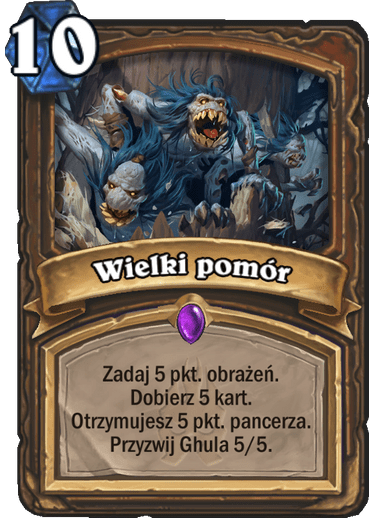 10
Wielki pomór
Zadaj 5 pkt. obrażeń.
Dobierz 5 kart.
Otrzymujesz 5 pkt. pancerza.
Przyzwij Ghula 5/5.